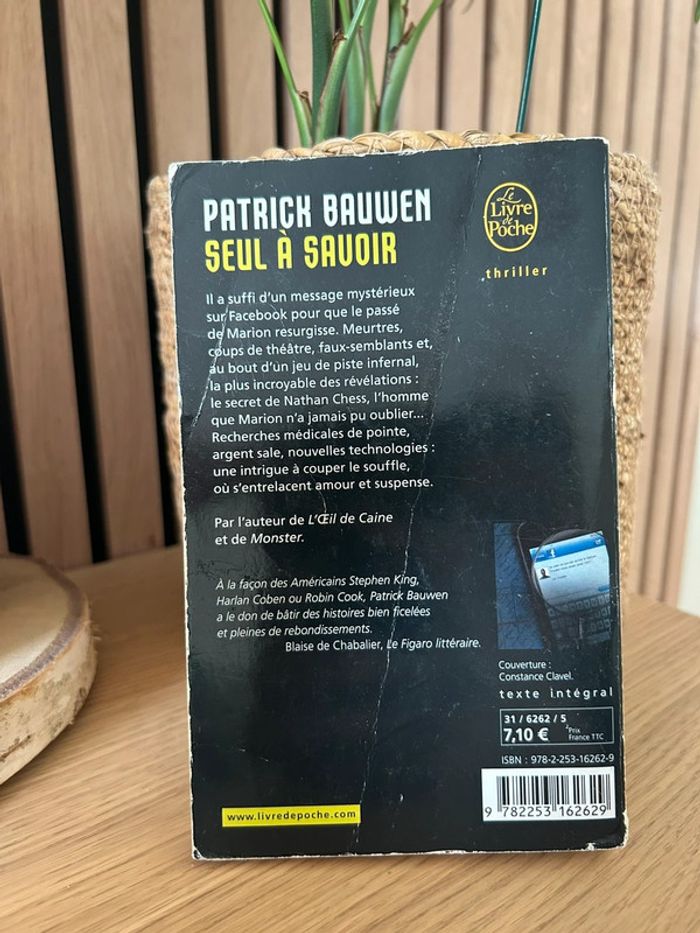 PATRICK BAUWEN
SEUL À SAVOIR
Le
Livre
de
Poche
thriller
Il a suffi d'un message mystérieux
sur Facebook pour que le passé
de Marion resurgisse. Meurtres,
coups de théâtre, faux-semblants et,
au bout d'un jeu de piste infernal,
la plus incroyable des révélations :
le secret de Nathan Chess, l'homme
que Marion n'a jamais pu oublier...
Recherches médicales de pointe,
argent sale, nouvelles technologies :
une intrigue à couper le souffle,
où s'entrelacent amour et suspense.
Par l'auteur de L'Œil de Caine
et de Monster.
À la façon des Américains Stephen King,
Harlan Coben ou Robin Cook, Patrick Bauwen
a le don de bâtir des histoires bien ficelées
et pleines de rebondissements.
Blaise de Chabalier, Le Figaro littéraire.
Couverture :
Constance Clavel.
texte intégral
31 / 6262 / 5
7,10 € Prix
France TTC
ISBN : 978-2-253-16262-9
9 782253 162629
www.livredepoche.com